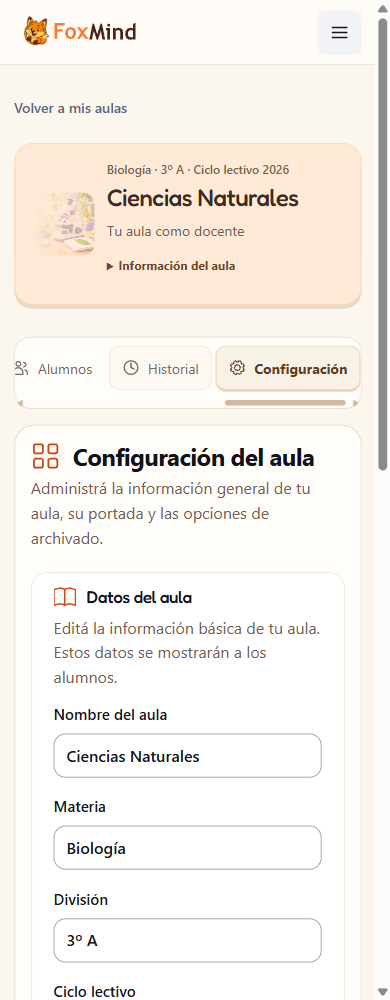 FoxMind
Volver a mis aulas
Biología · 3º A · Ciclo lectivo 2026
Ciencias Naturales
Tu aula como docente
▶ Información del aula
Alumnos
Historial
Configuración
Configuración del aula
Administrá la información general de tu
aula, su portada y las opciones de
archivado.
Datos del aula
Editá la información básica de tu aula.
Estos datos se mostrarán a los
alumnos.
Nombre del aula
Ciencias Naturales
Materia
Biología
División
3º A
Ciclo lectivo